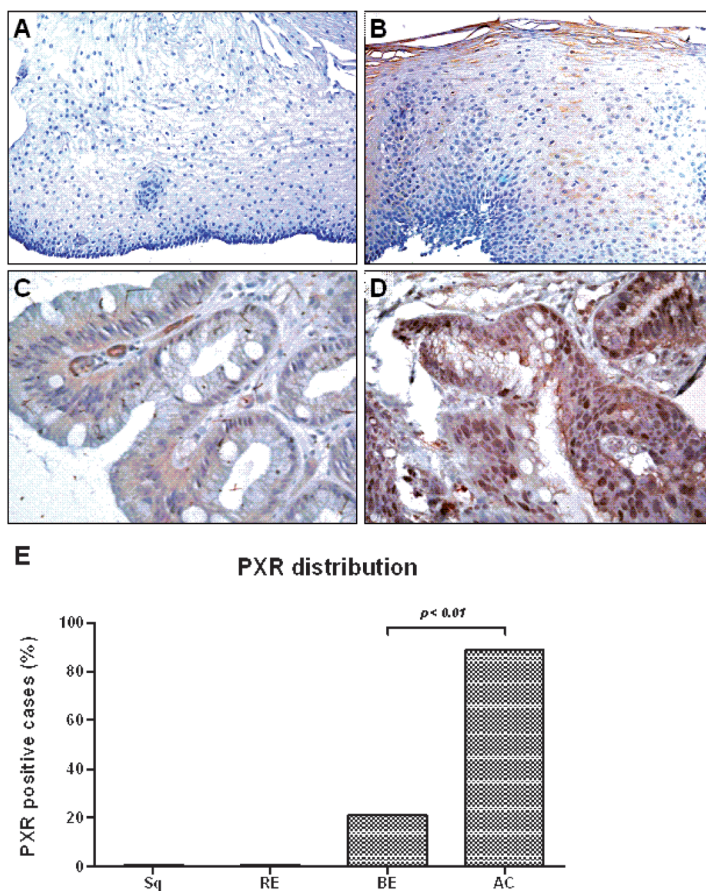 A
B
C
D
E
PXR distribution
p< 0.01
PXR positive cases (%)
100
80
60
40
20
0
Sq
RE
BE
AC